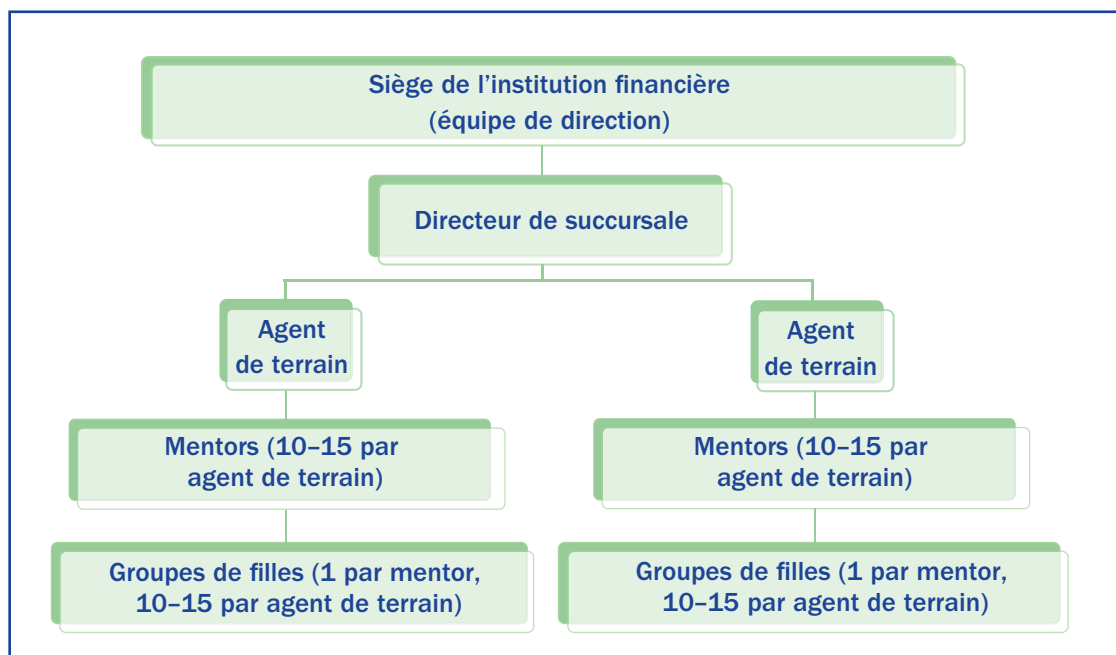 Siège de l’institution financière
(équipe de direction)
Directeur de succursale
Agent
de terrain
Agent
de terrain
Mentors (10–15 par
agent de terrain)
Mentors (10–15 par
agent de terrain)
Groupes de filles (1 par mentor,
10–15 par agent de terrain)
Groupes de filles (1 par mentor,
10–15 par agent de terrain)